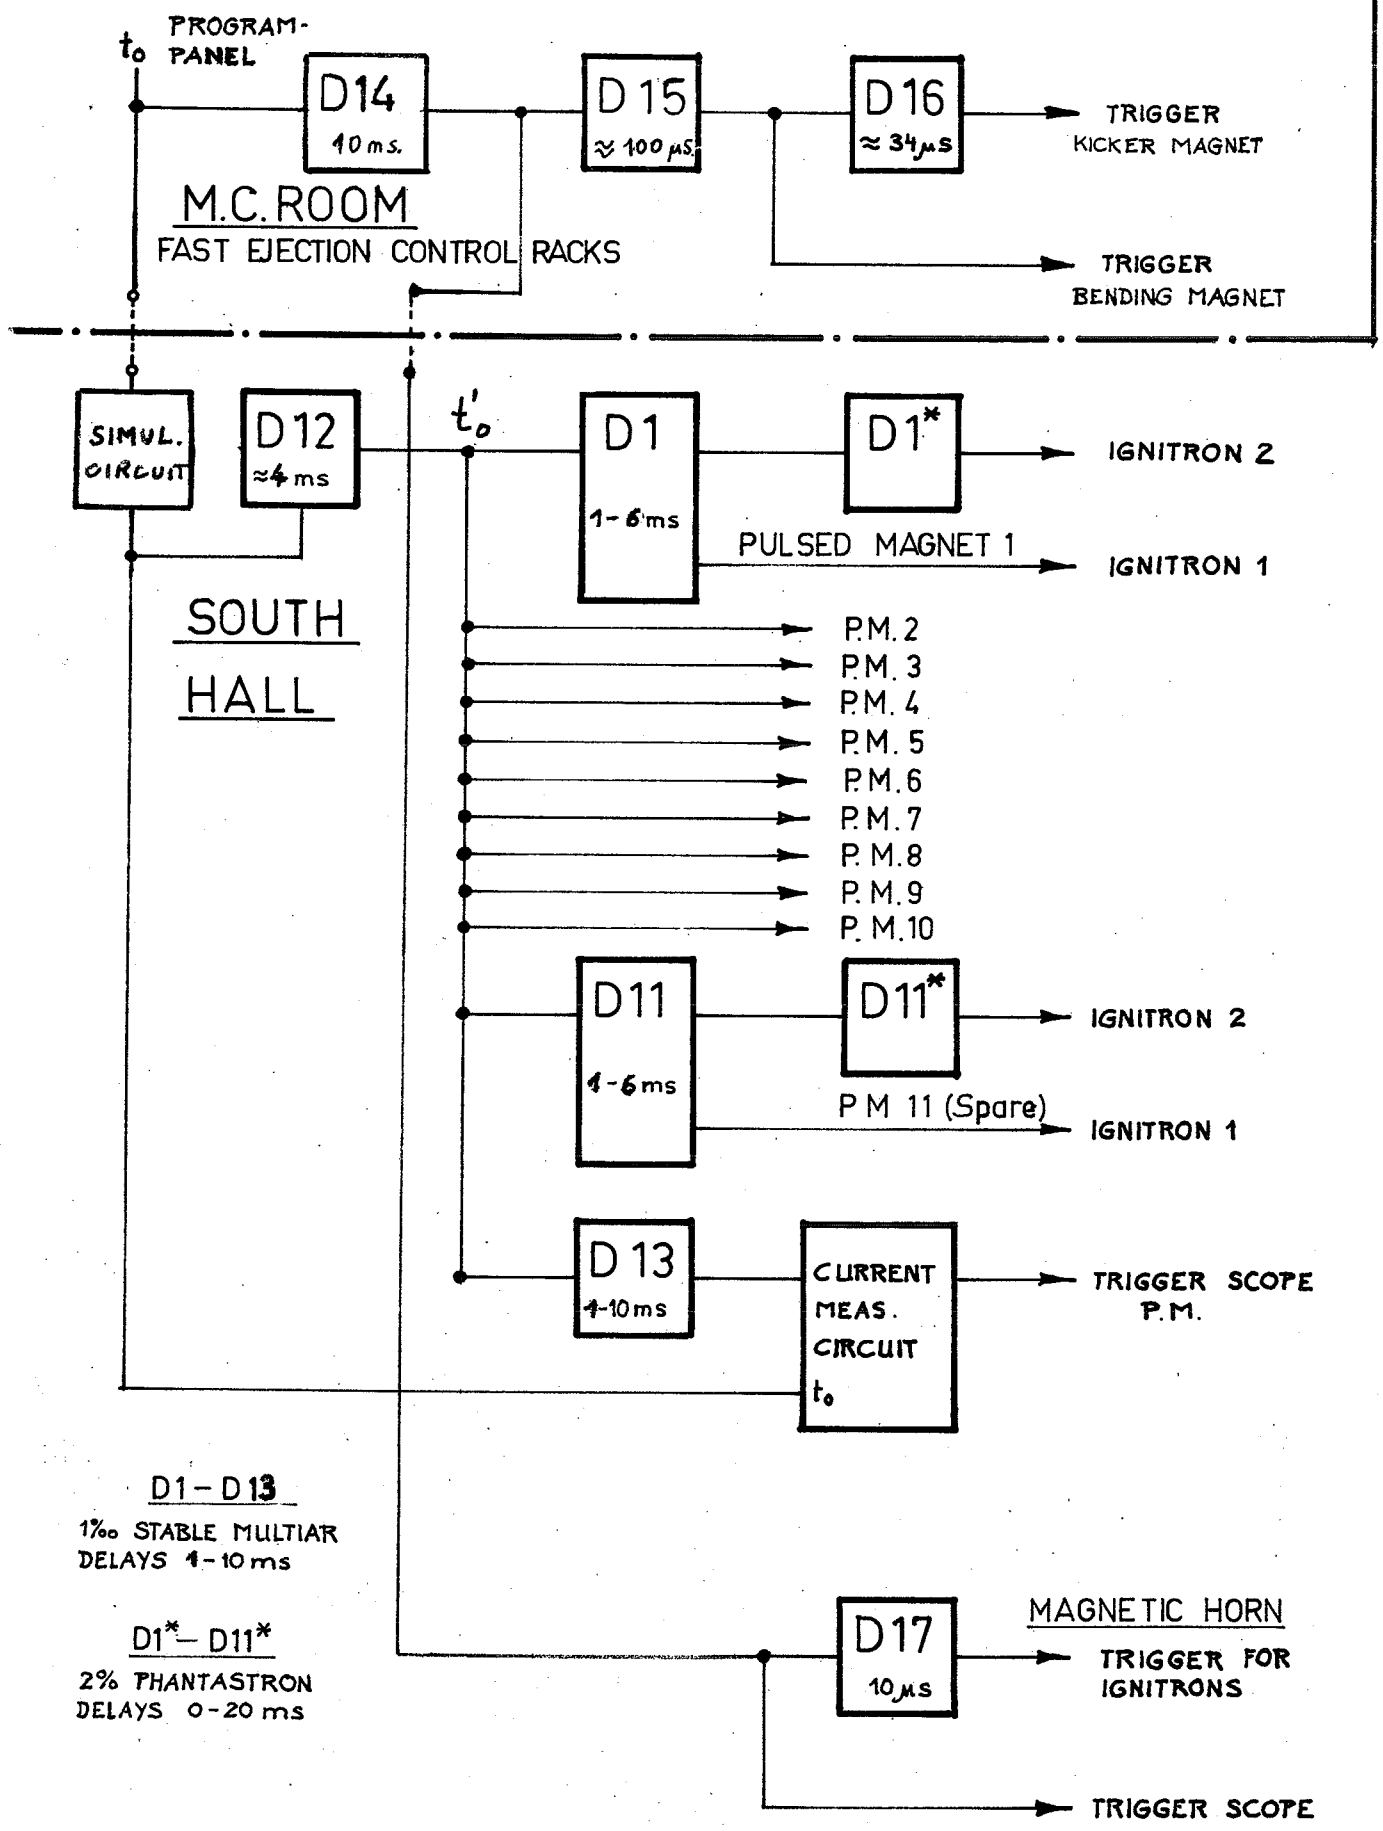 PROGRAM-
t₀ PANEL
D14
10 ms.
D 15
≈ 100 µs.
D 16
≈ 34µs
TRIGGER
KICKER MAGNET
M.C. ROOM
FAST EJECTION CONTROL RACKS
TRIGGER
BENDING MAGNET
SIMUL.
CIRCUIT
D12
≈4 ms
t'₀
D1
1-6 ms
D1*
IGNITRON 2
PULSED MAGNET 1
IGNITRON 1
SOUTH
HALL
P.M. 2
P.M. 3
P.M. 4
P.M. 5
P.M. 6
P.M. 7
P.M. 8
P.M. 9
P.M. 10
D11
1-6 ms
D11*
IGNITRON 2
P M 11 (Spare)
IGNITRON 1
D 13
1-10 ms
CURRENT
MEAS.
CIRCUIT
t₀
TRIGGER SCOPE
P.M.
D1-D13
1‰ STABLE MULTIAR
DELAYS 1-10 ms
D1*- D11*
2% PHANTASTRON
DELAYS 0-20 ms
D17
10 µs
MAGNETIC HORN
TRIGGER FOR
IGNITRONS
TRIGGER SCOPE